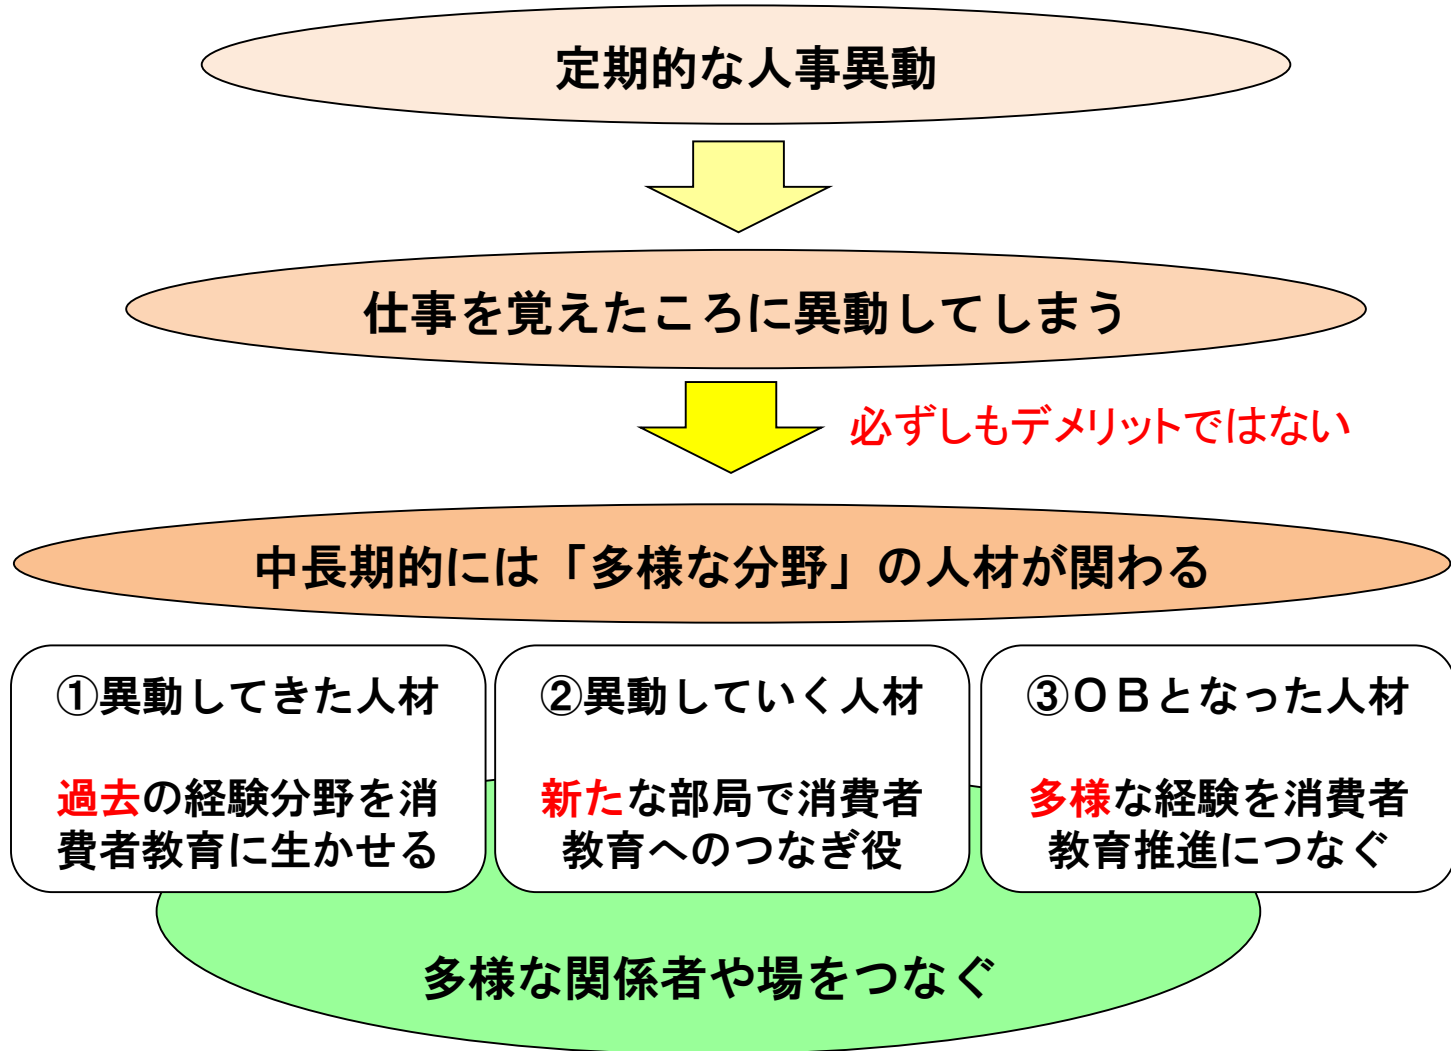 定期的な人事異動
仕事を覚えたころに異動してしまう
必ずしもデメリットではない
中長期的には「多様な分野」の人材が関わる
①異動してきた人材
過去の経験分野を消
費者教育に生かせる
②異動していく人材
新たな部局で消費者
教育へのつなぎ役
③ＯＢとなった人材
多様な経験を消費者
教育推進につなぐ
多様な関係者や場をつなぐ